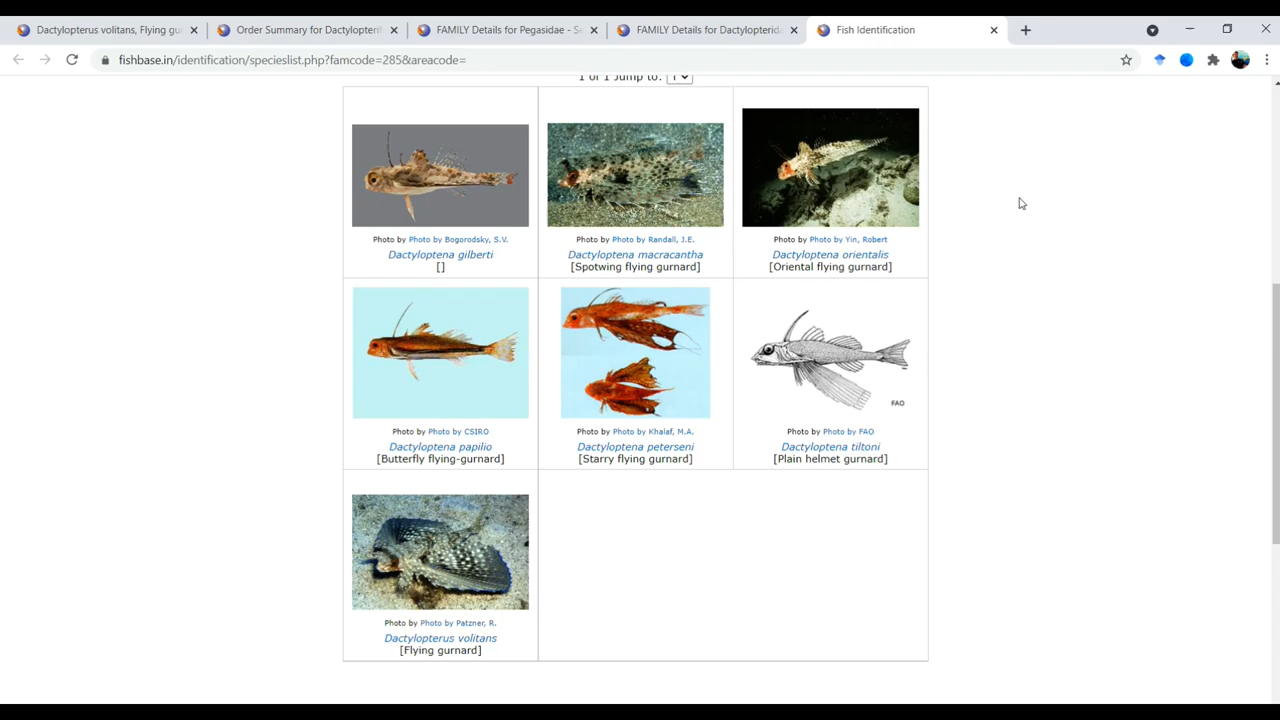 Dactylopterus volitans, Flying gu
Order Summary for Dactylopterif
FAMILY Details for Pegasidae - Se
FAMILY Details for Dactylopterida
Fish Identification
fishbase.in/identification/specieslist.php?famcode=285&areacode=
1 of 1 Jump to: 1
Photo by Photo by Bogorodsky, S.V.
Dactyloptena gilberti
[]
Photo by Photo by Randall, J.E.
Dactyloptena macracantha
[Spotwing flying gurnard]
Photo by Photo by Yin, Robert
Dactyloptena orientalis
[Oriental flying gurnard]
Photo by Photo by CSIRO
Dactyloptena papilio
[Butterfly flying-gurnard]
Photo by Photo by Khalaf, M.A.
Dactyloptena peterseni
[Starry flying gurnard]
FAO
Photo by Photo by FAO
Dactyloptena tiltoni
[Plain helmet gurnard]
Photo by Photo by Patzner, R.
Dactylopterus volitans
[Flying gurnard]